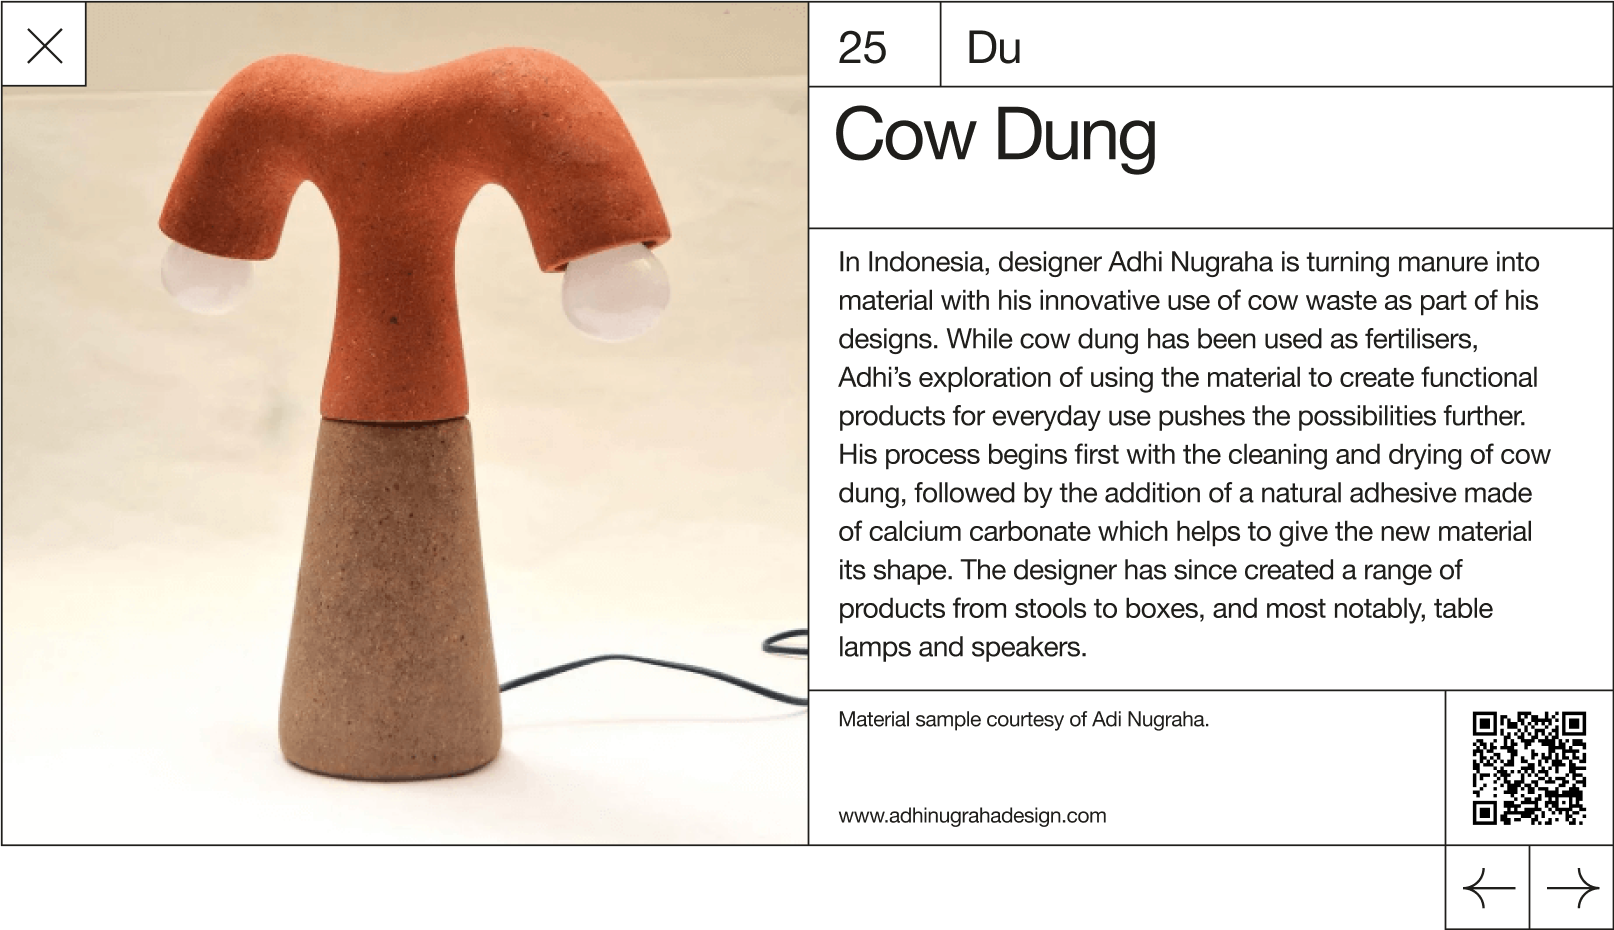 25
Du
Cow Dung
In Indonesia, designer Adhi Nugraha is turning manure into
material with his innovative use of cow waste as part of his
designs. While cow dung has been used as fertilisers,
Adhi’s exploration of using the material to create functional
products for everyday use pushes the possibilities further.
His process begins first with the cleaning and drying of cow
dung, followed by the addition of a natural adhesive made
of calcium carbonate which helps to give the new material
its shape. The designer has since created a range of
products from stools to boxes, and most notably, table
lamps and speakers.
Material sample courtesy of Adi Nugraha.
www.adhinugrahadesign.com